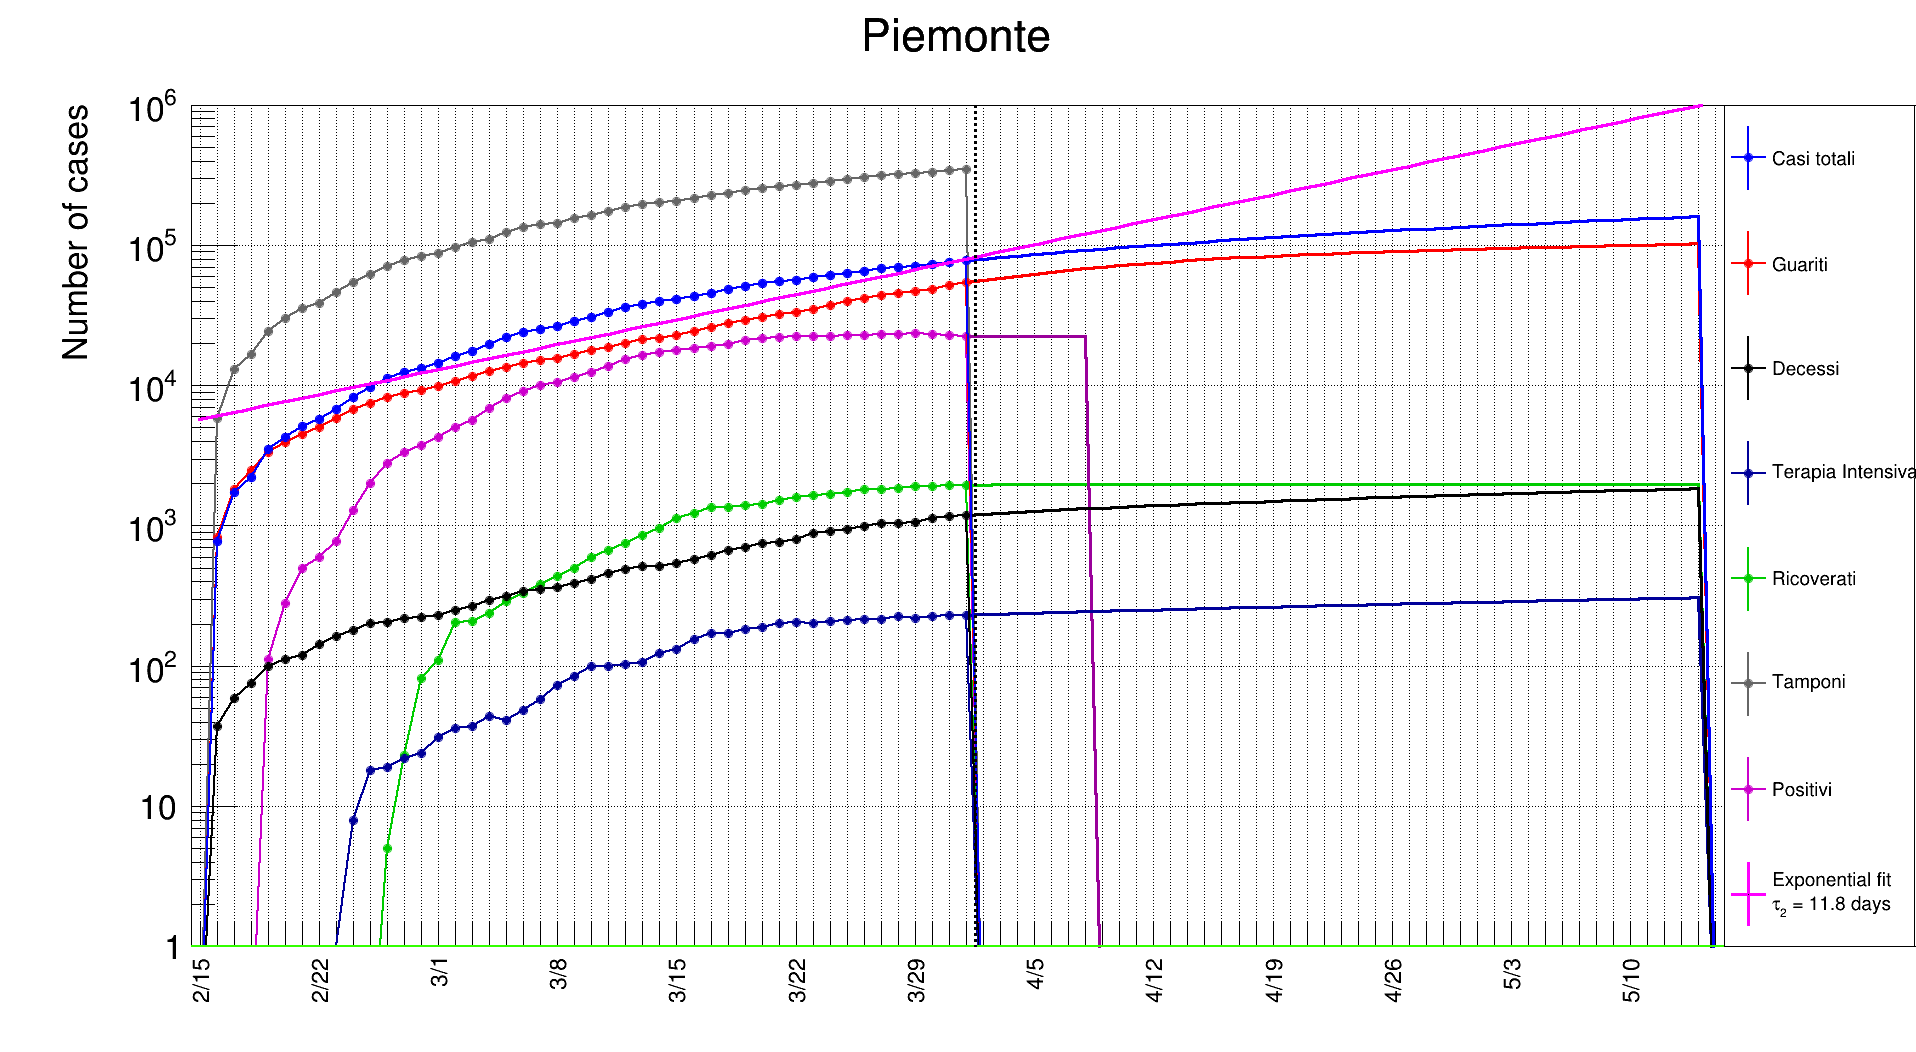 Piemonte
Number of cases
10^6
10^5
10^4
10^3
10^2
10
1
2/15
2/22
3/1
3/8
3/15
3/22
3/29
4/5
4/12
4/19
4/26
5/3
5/10
Casi totali
Guariti
Decessi
Terapia Intensiva
Ricoverati
Tamponi
Positivi
Exponential fit
τ₂ = 11.8 days